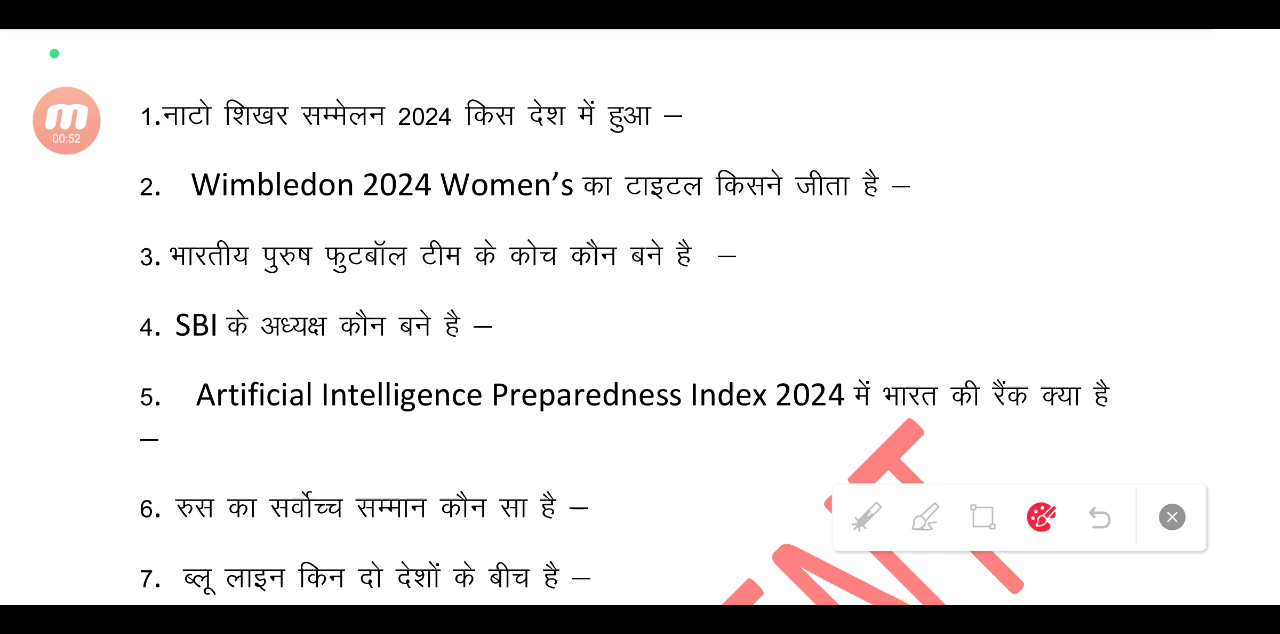 00:52
1.नाटो शिखर सम्मेलन 2024 किस देश में हुआ –
2. Wimbledon 2024 Women’s का टाइटल किसने जीता है –
3. भारतीय पुरुष फुटबॉल टीम के कोच कौन बने है –
4. SBI के अध्यक्ष कौन बने है –
5. Artificial Intelligence Preparedness Index 2024 में भारत की रैंक क्या है
–
6. रुस का सर्वोच्च सम्मान कौन सा है –
7. ब्लू लाइन किन दो देशों के बीच है –